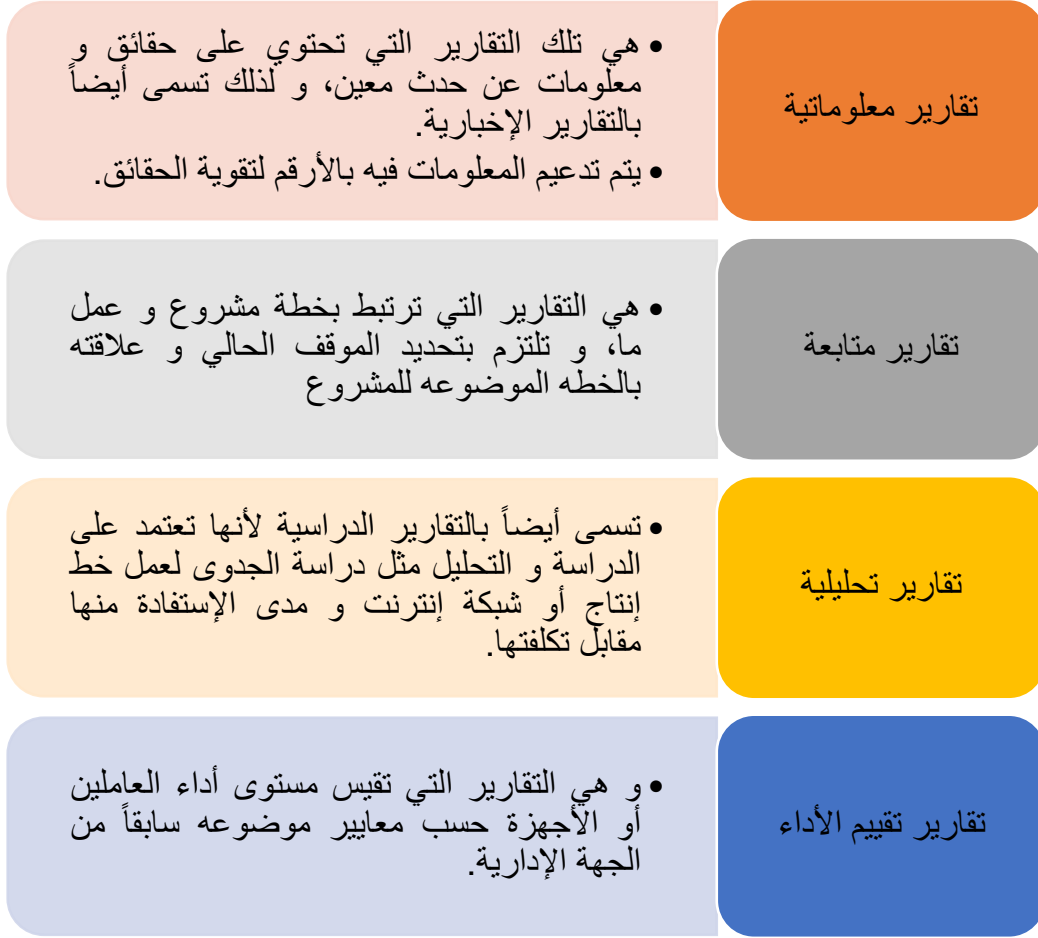 تقارير معلوماتية
• هي تلك التقارير التي تحتوي على حقائق و
معلومات عن حدث معين، و لذلك تسمى أيضاً
بالتقارير الإخبارية.
• يتم تدعيم المعلومات فيه بالأرقم لتقوية الحقائق.
تقارير متابعة
• هي التقارير التي ترتبط بخطة مشروع و عمل
ما، و تلتزم بتحديد الموقف الحالي و علاقته
بالخطه الموضوعه للمشروع
تقارير تحليلية
• تسمى أيضاً بالتقارير الدراسية لأنها تعتمد على
الدراسة و التحليل مثل دراسة الجدوى لعمل خط
إنتاج أو شبكة إنترنت و مدى الإستفادة منها
مقابل تكلفتها.
تقارير تقييم الأداء
• و هي التقارير التي تقيس مستوى أداء العاملين
أو الأجهزة حسب معايير موضوعه سابقاً من
الجهة الإدارية.